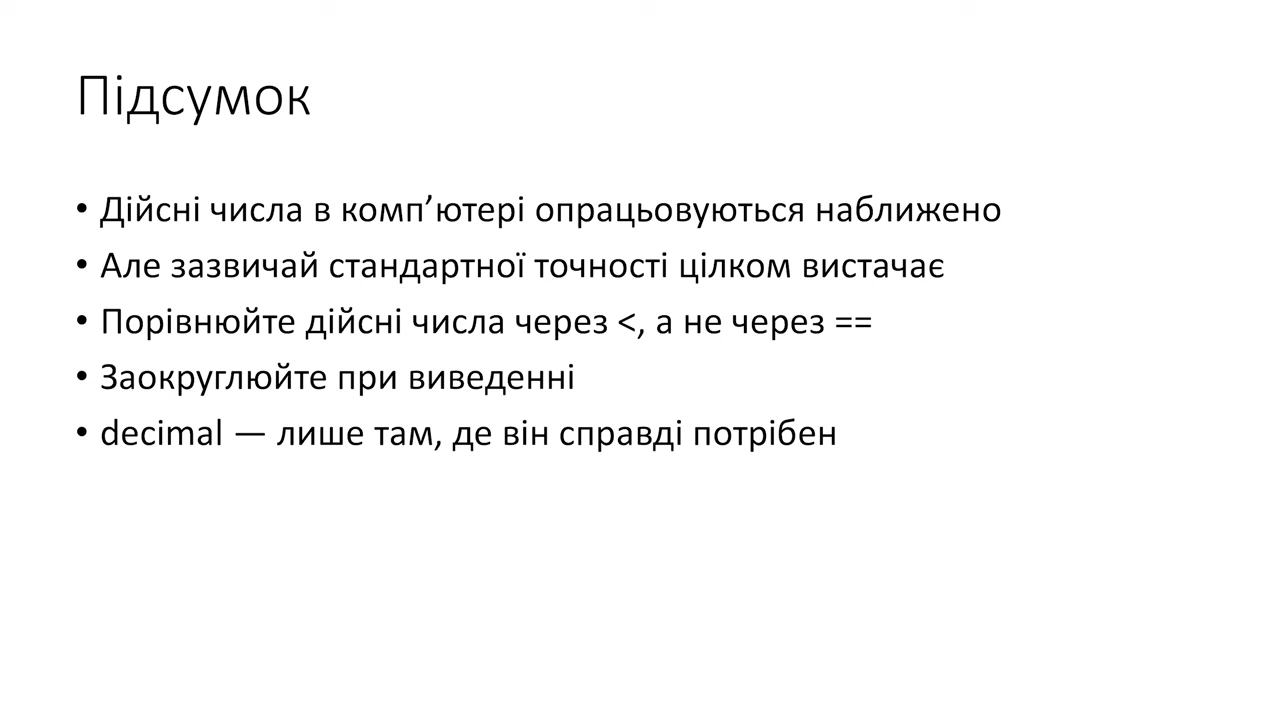 Підсумок
• Дійсні числа в комп’ютері опрацьовуються наближено
• Але зазвичай стандартної точності цілком вистачає
• Порівнюйте дійсні числа через <, а не через ==
• Заокруглюйте при виведенні
• decimal — лише там, де він справді потрібен